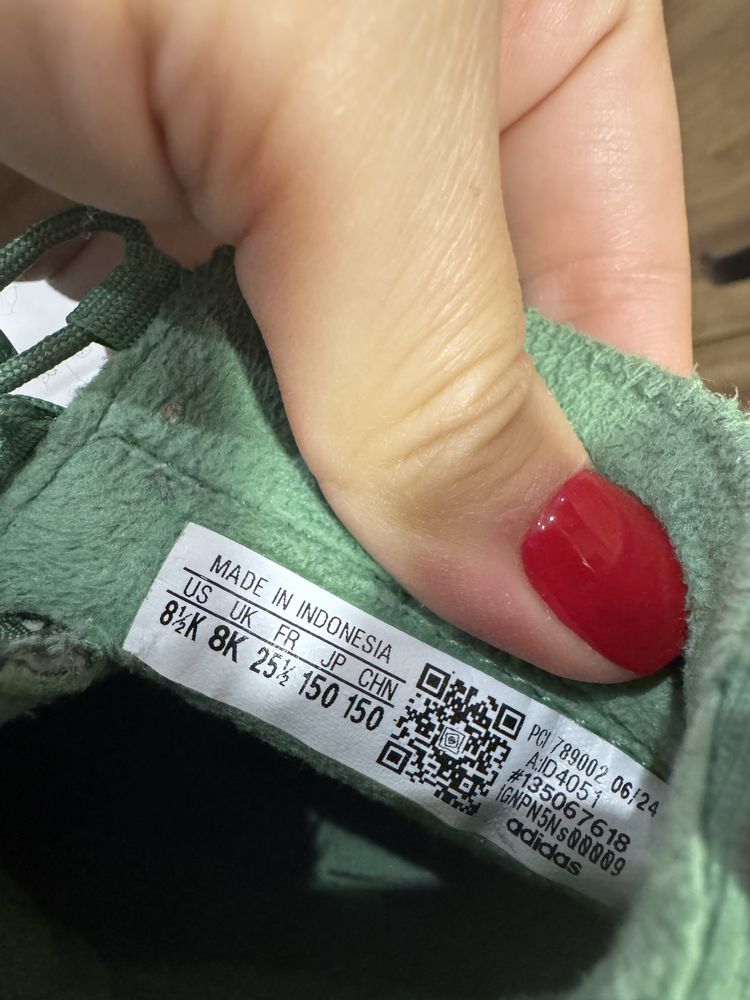 MADE IN INDONESIA
US UK FR JP CHN
8½K 8K 25½ 150 150
PCI 789002 06/24
A:ID4051
#135067618
IGNPN5Ns00009
adidas